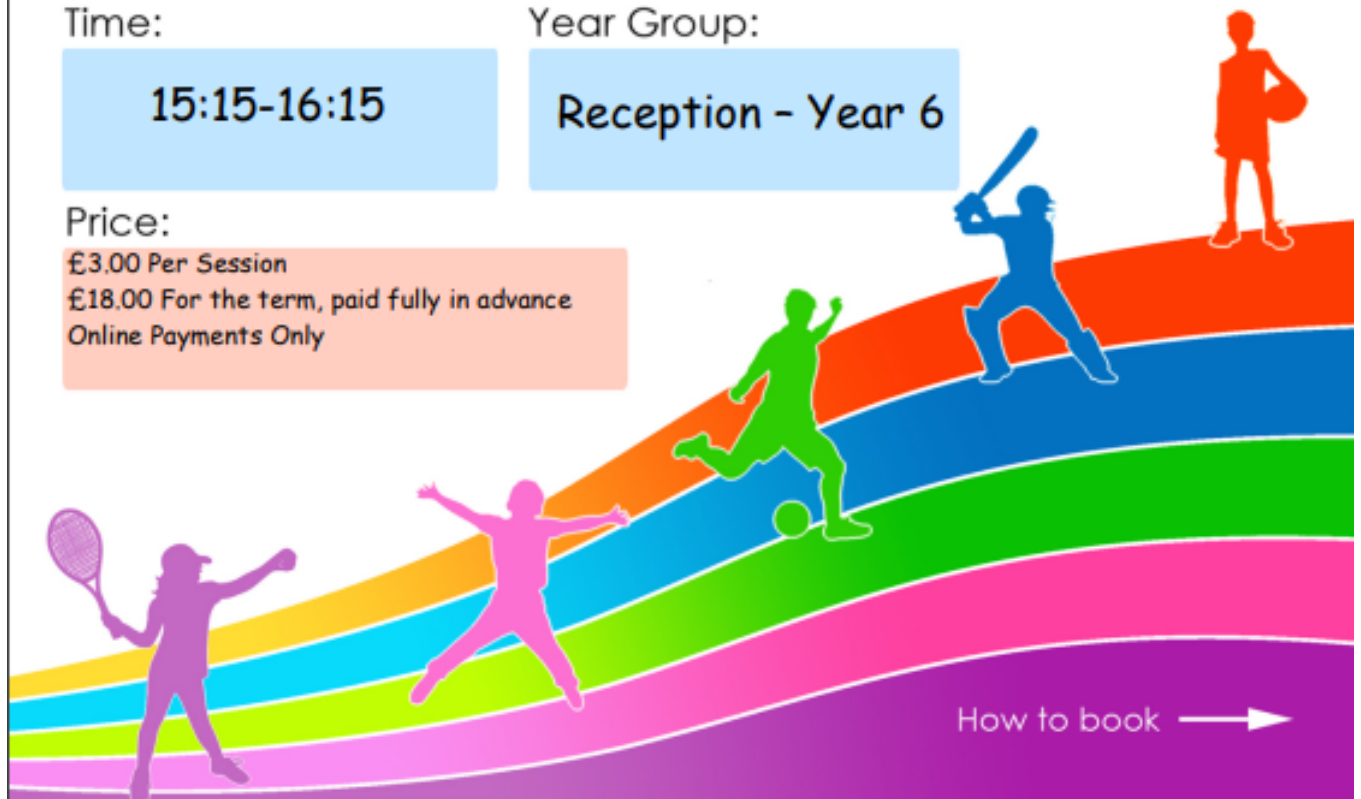 Time:
15:15-16:15
Year Group:
Reception – Year 6
Price:
£3.00 Per Session
£18.00 For the term, paid fully in advance
Online Payments Only
How to book